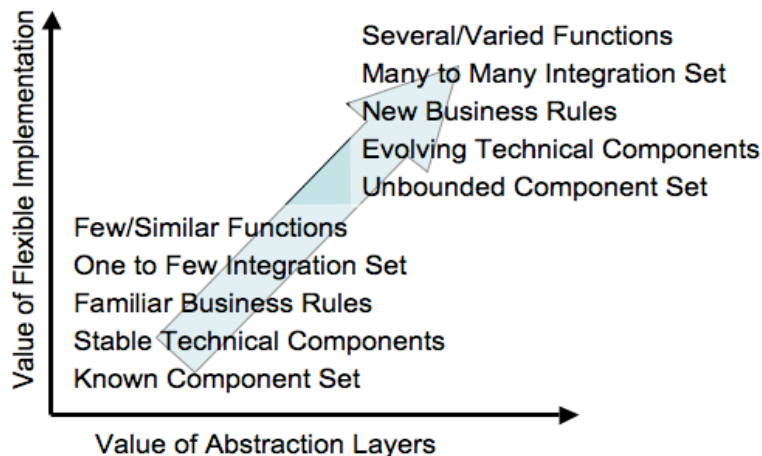 Value of Flexible Implementation
Several/Varied Functions
Many to Many Integration Set
New Business Rules
Evolving Technical Components
Unbounded Component Set
Few/Similar Functions
One to Few Integration Set
Familiar Business Rules
Stable Technical Components
Known Component Set
Value of Abstraction Layers